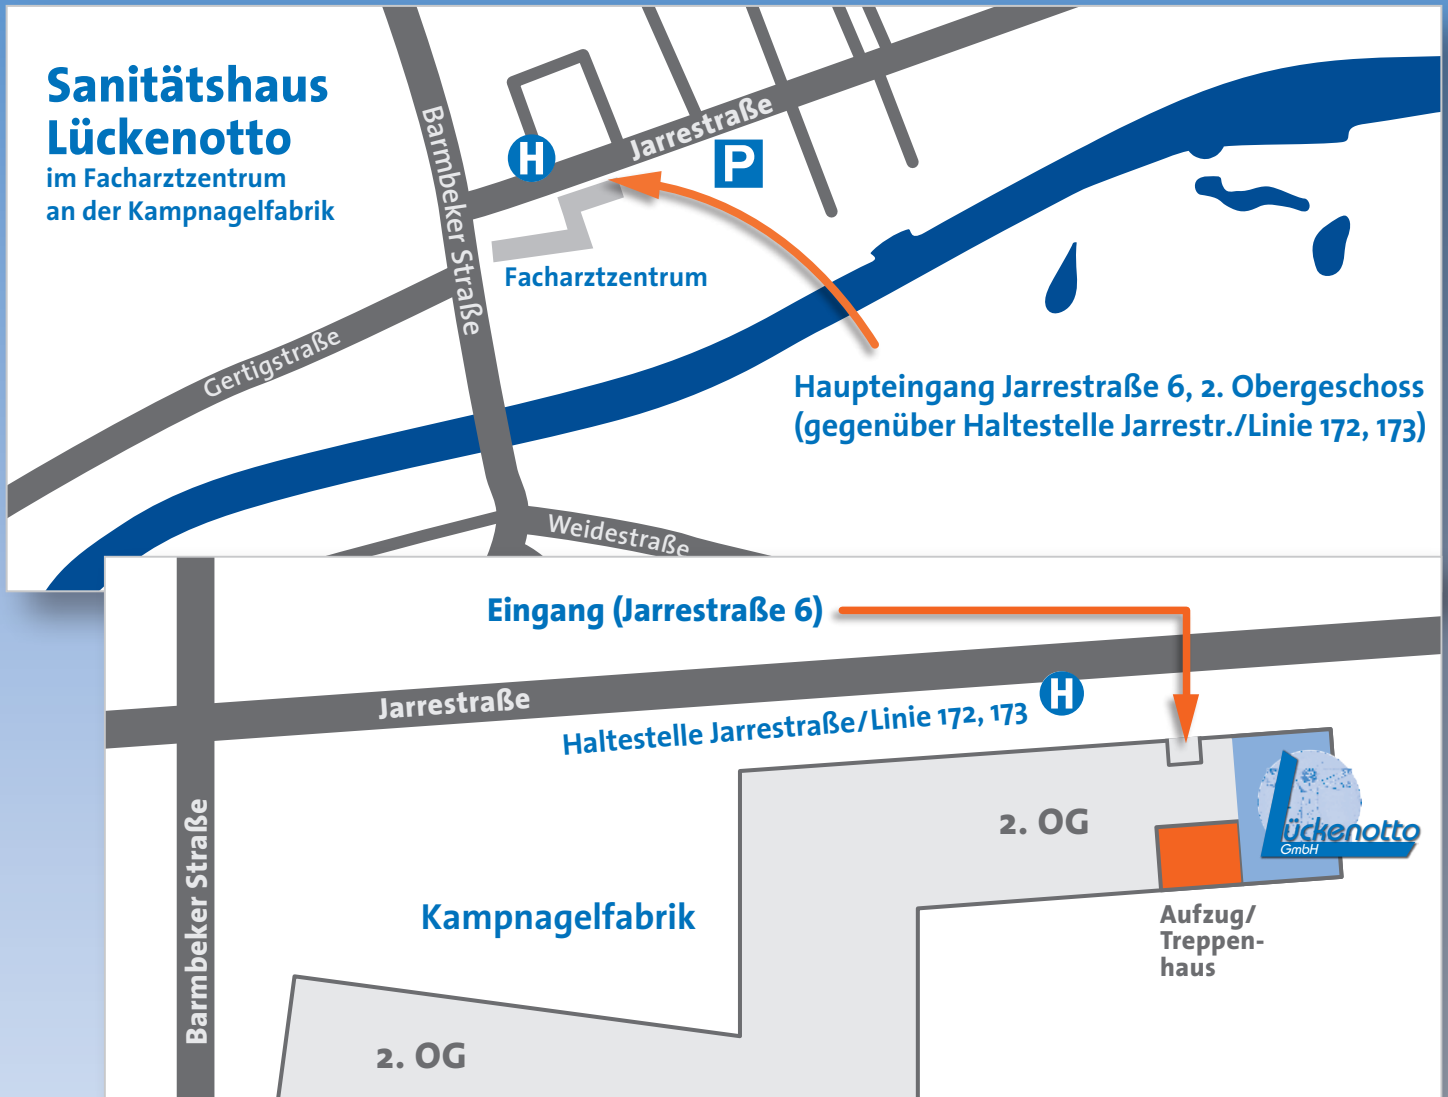 Sanitätshaus
Lückenotto
im Facharztzentrum
an der Kampnagelfabrik
Barmbeker Straße
H
Jarrestraße
P
Facharztzentrum
Gertigstraße
Haupteingang Jarrestraße 6, 2. Obergeschoss
(gegenüber Haltestelle Jarrestr./Linie 172, 173)
Weidestraße
Eingang (Jarrestraße 6)
Jarrestraße
Haltestelle Jarrestraße/Linie 172, 173
H
Barmbeker Straße
2. OG
Lückenotto
GmbH
Kampnagelfabrik
Aufzug/
Treppen-
haus
2. OG